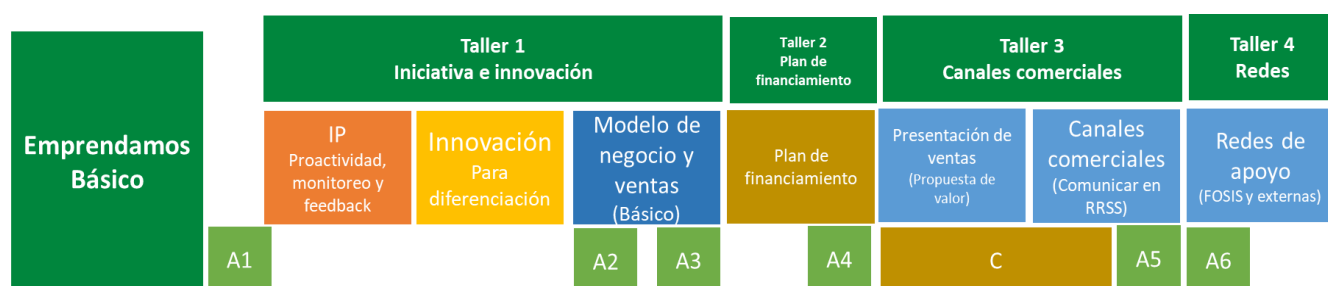 Emprendamos
Básico
Taller 1
Iniciativa e innovación
Taller 2
Plan de
financiamiento
Taller 3
Canales comerciales
Taller 4
Redes
IP
Proactividad,
monitoreo y
feedback
Innovación
Para
diferenciación
Modelo de
negocio y
ventas
(Básico)
Plan de
financiamiento
Presentación de
ventas
(Propuesta de
valor)
Canales
comerciales
(Comunicar en
RRSS)
Redes de
apoyo
(FOSIS y externas)
A1
A2
A3
A4
C
A5
A6